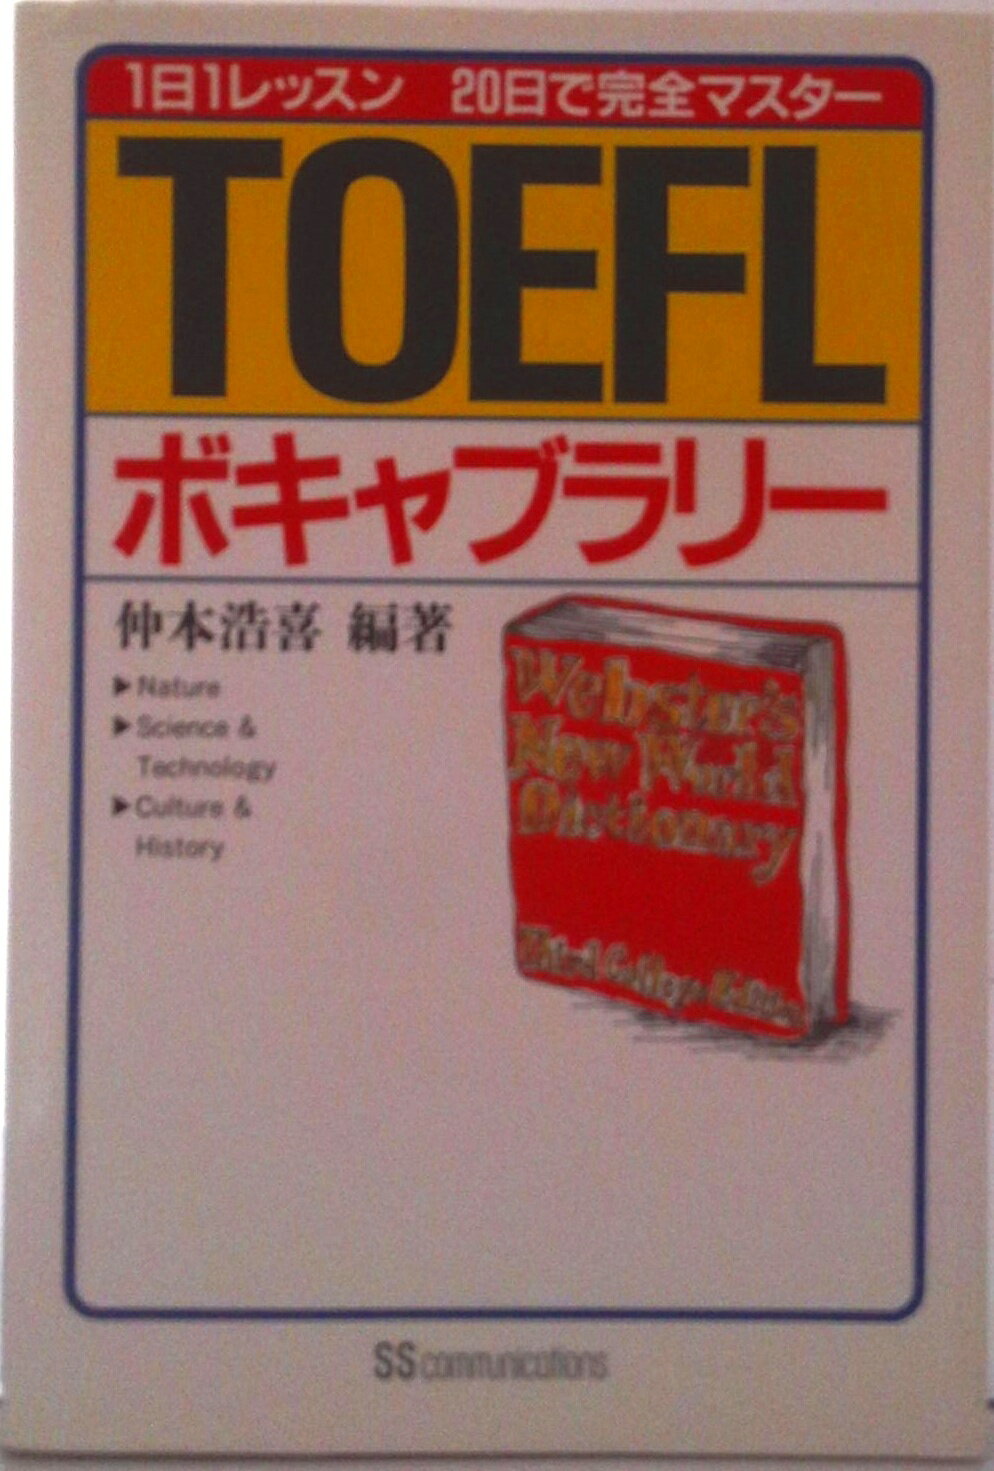 1日1レッスン 20日で完全マスター
TOEFL
ボキャブラリー
仲本浩喜 編著
▶Nature
▶Science &
Technology
▶Culture &
History
Webster's
New World
Dictionary
Third College Edition
SS communications